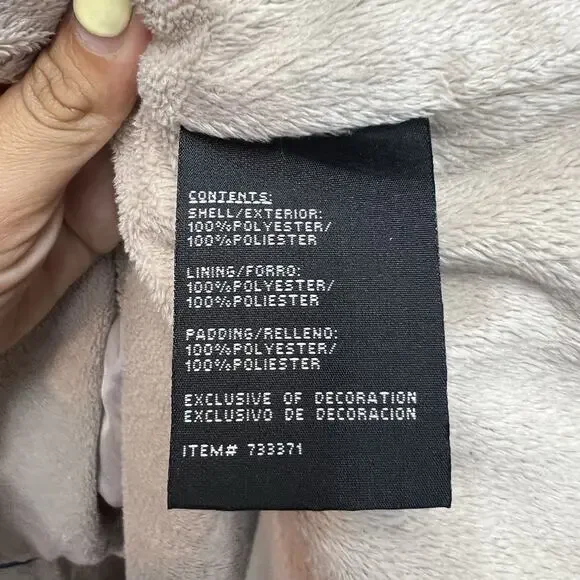 CONTENTS:
SHELL/EXTERIOR:
100%POLYESTER/
100%POLIESTER
LINING/FORRO:
100%POLYESTER/
100%POLIESTER
PADDING/RELLENO:
100%POLYESTER/
100%POLIESTER
EXCLUSIVE OF DECORATION
EXCLUSIVO DE DECORACION
ITEM# 733371